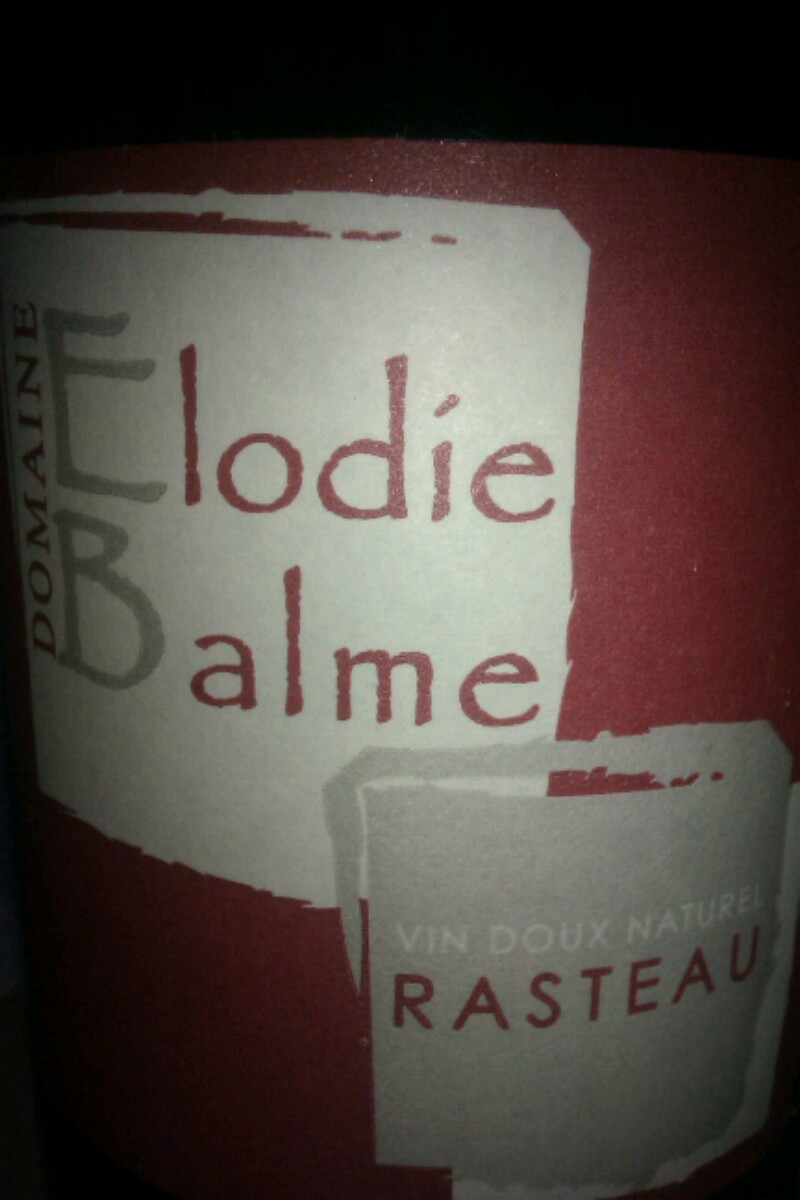 DOMAINE
Elodie
Balme
VIN DOUX NATUREL
RASTEAU